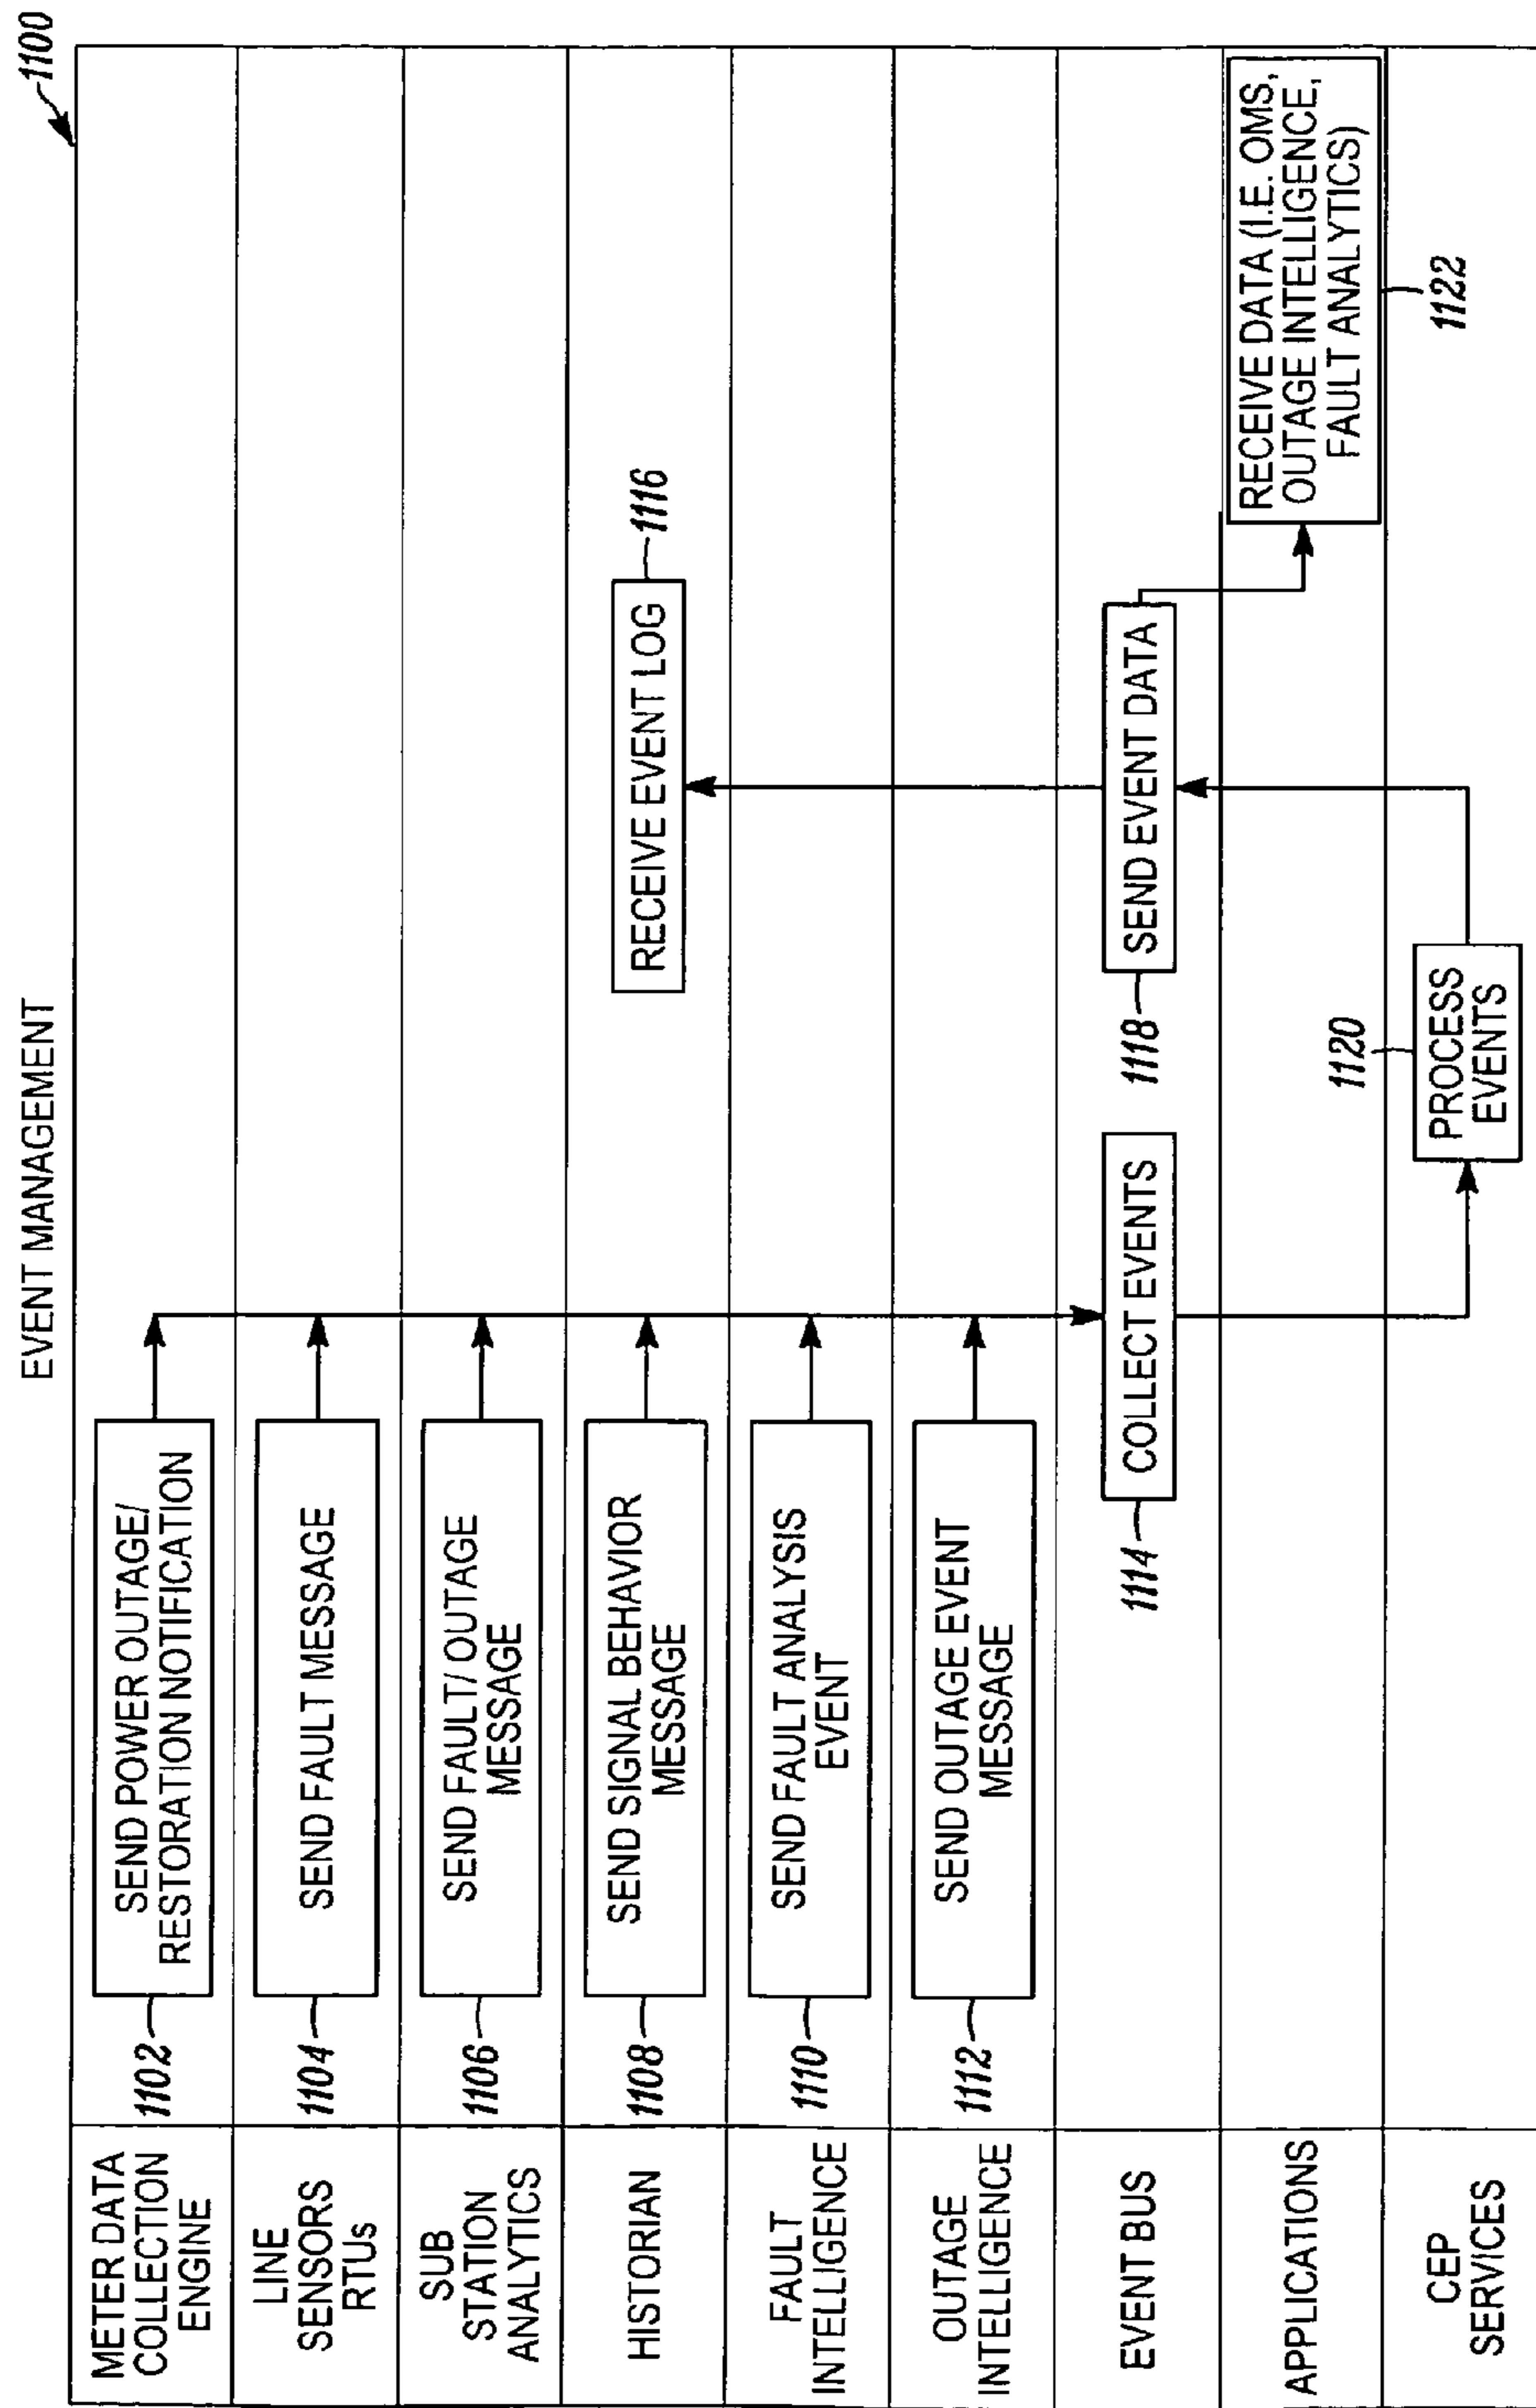 EVENT MANAGEMENT
1100
METER DATA
COLLECTION
ENGINE
1102
SEND POWER OUTAGE/
RESTORATION NOTIFICATION
LINE
SENSORS
RTUs
1104
SEND FAULT MESSAGE
SUB
STATION
ANALYTICS
1106
SEND FAULT/ OUTAGE
MESSAGE
HISTORIAN
1108
SEND SIGNAL BEHAVIOR
MESSAGE
RECEIVE EVENT LOG
1116
FAULT
INTELLIGENCE
1110
SEND FAULT ANALYSIS
EVENT
OUTAGE
INTELLIGENCE
1112
SEND OUTAGE EVENT
MESSAGE
EVENT BUS
1114
COLLECT EVENTS
1118
SEND EVENT DATA
APPLICATIONS
RECEIVE DATA (I.E. OMS,
OUTAGE INTELLIGENCE,
FAULT ANALYTICS)
1122
CEP
SERVICES
1120
PROCESS
EVENTS